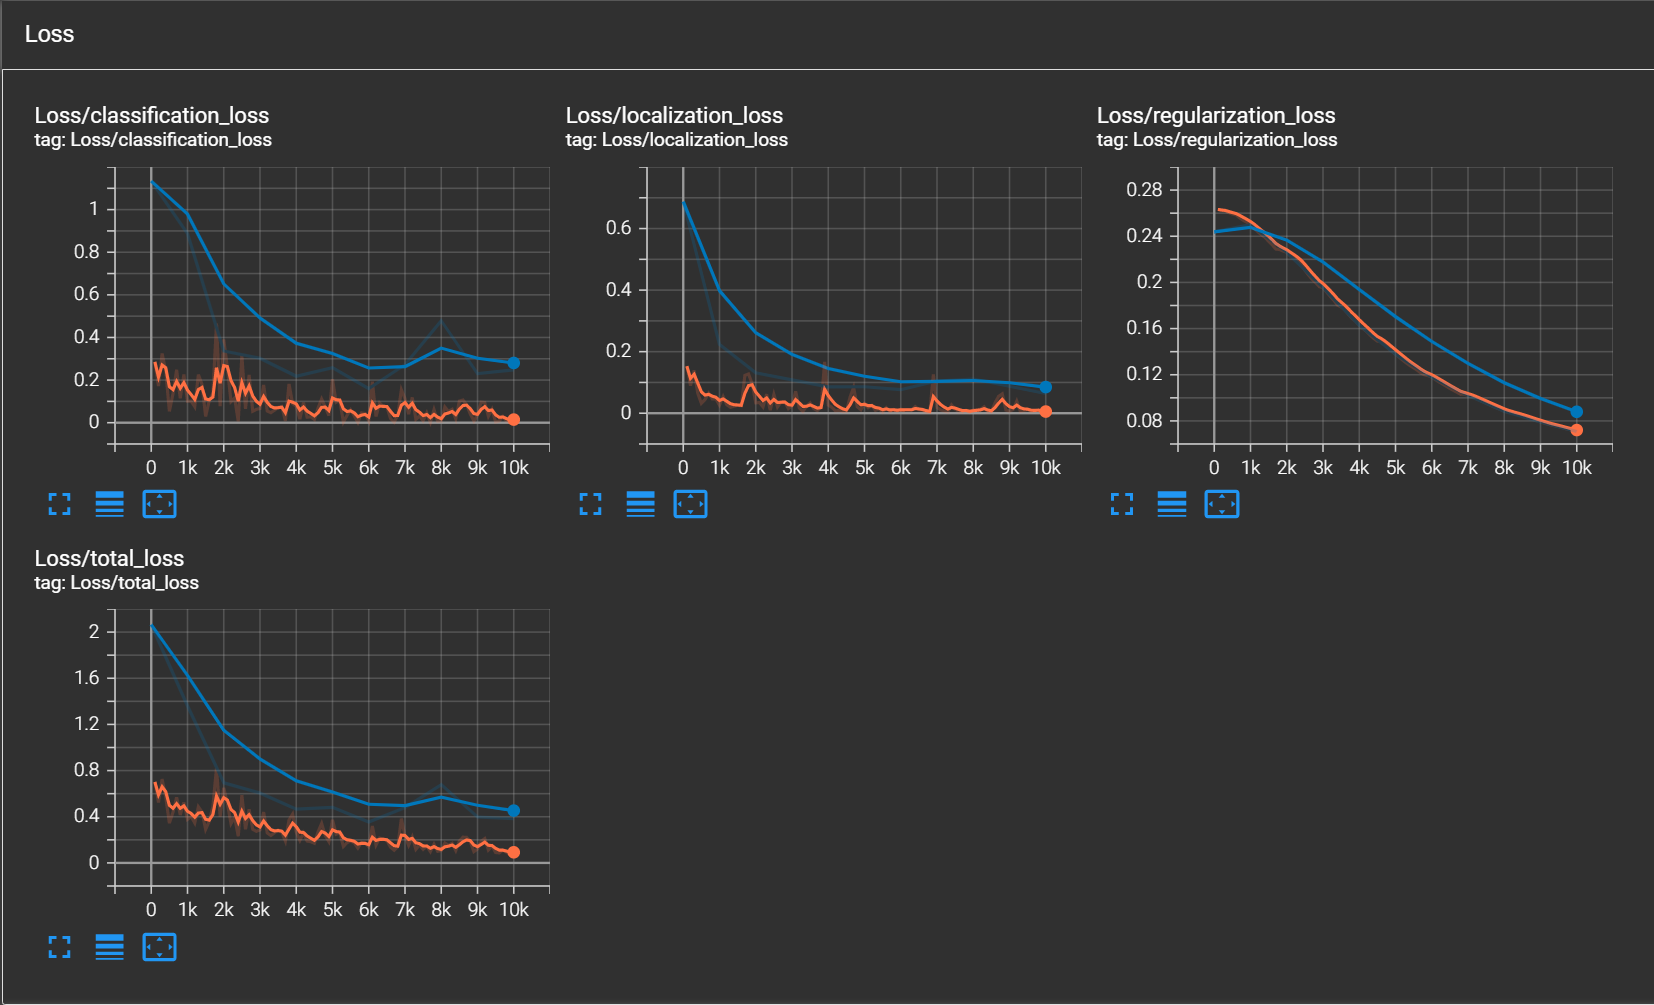 Loss
Loss/classification_loss
tag: Loss/classification_loss
1
0.8
0.6
0.4
0.2
0
0 1k 2k 3k 4k 5k 6k 7k 8k 9k 10k
Loss/localization_loss
tag: Loss/localization_loss
0.6
0.4
0.2
0
0 1k 2k 3k 4k 5k 6k 7k 8k 9k 10k
Loss/regularization_loss
tag: Loss/regularization_loss
0.28
0.24
0.2
0.16
0.12
0.08
0 1k 2k 3k 4k 5k 6k 7k 8k 9k 10k
Loss/total_loss
tag: Loss/total_loss
2
1.6
1.2
0.8
0.4
0
0 1k 2k 3k 4k 5k 6k 7k 8k 9k 10k